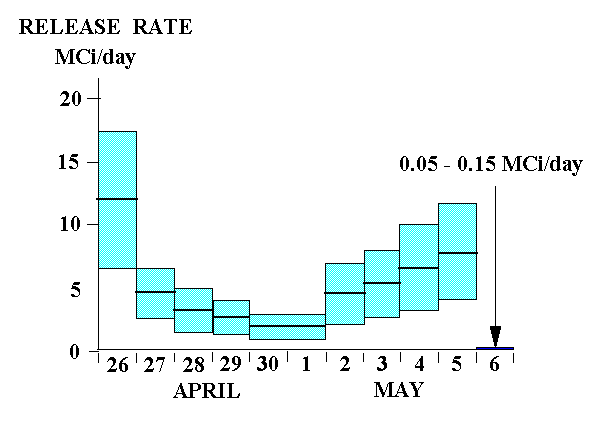 RELEASE RATE
MCi/day
20
15
0.05 - 0.15 MCi/day
10
5
0
26 27 28 29 30 1 2 3 4 5 6
APRIL MAY